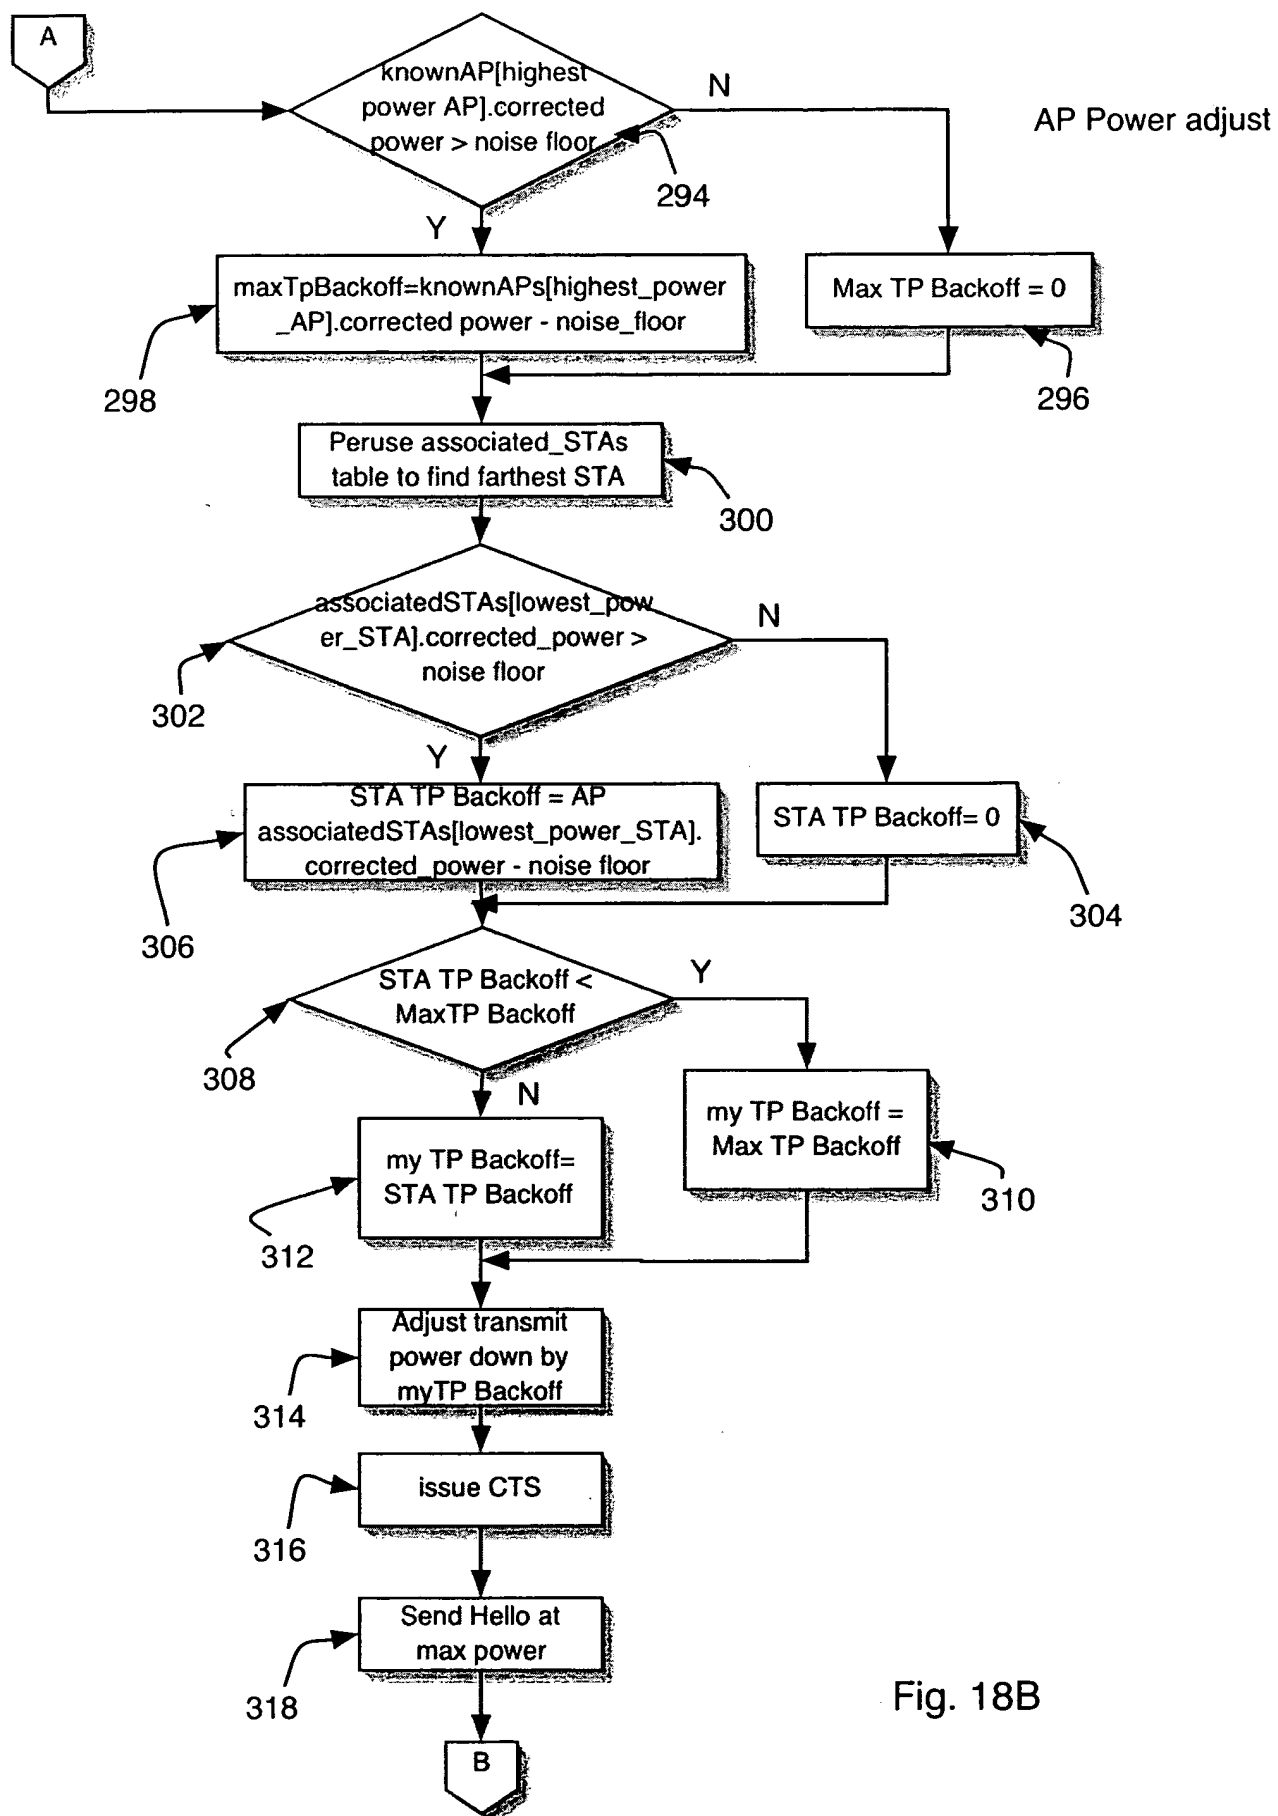 A
knownAP[highest
power AP].corrected
power > noise floor
N
AP Power adjust
294
Y
maxTpBackoff=knownAPs[highest_power
_AP].corrected power - noise_floor
Max TP Backoff = 0
298
296
Peruse associated_STAs
table to find farthest STA
300
associatedSTAs[lowest_pow
er_STA].corrected_power >
noise floor
N
302
Y
STA TP Backoff = AP
associatedSTAs[lowest_power_STA].
corrected_power - noise floor
STA TP Backoff= 0
306
304
STA TP Backoff <
MaxTP Backoff
Y
308
N
my TP Backoff =
Max TP Backoff
my TP Backoff=
STA TP Backoff
310
312
Adjust transmit
power down by
myTP Backoff
314
issue CTS
316
Send Hello at
max power
318
Fig. 18B
B